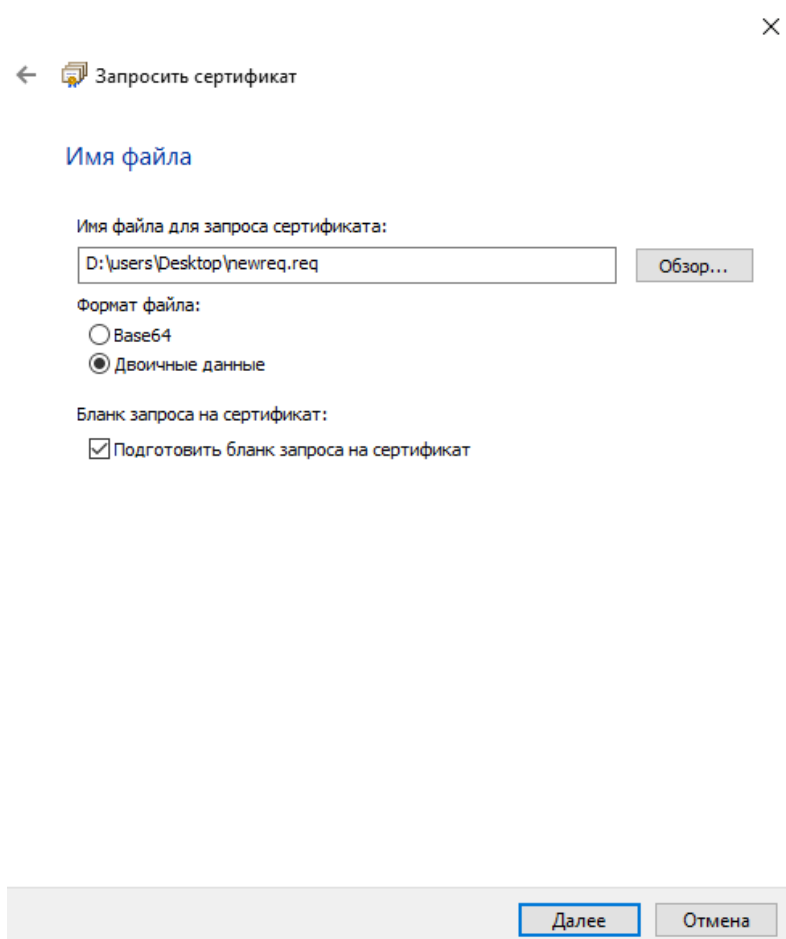 Запросить сертификат
Имя файла
Имя файла для запроса сертификата:
D:\users\Desktop\newreq.req
Обзор...
Формат файла:
Base64
Двоичные данные
Бланк запроса на сертификат:
Подготовить бланк запроса на сертификат
Далее
Отмена